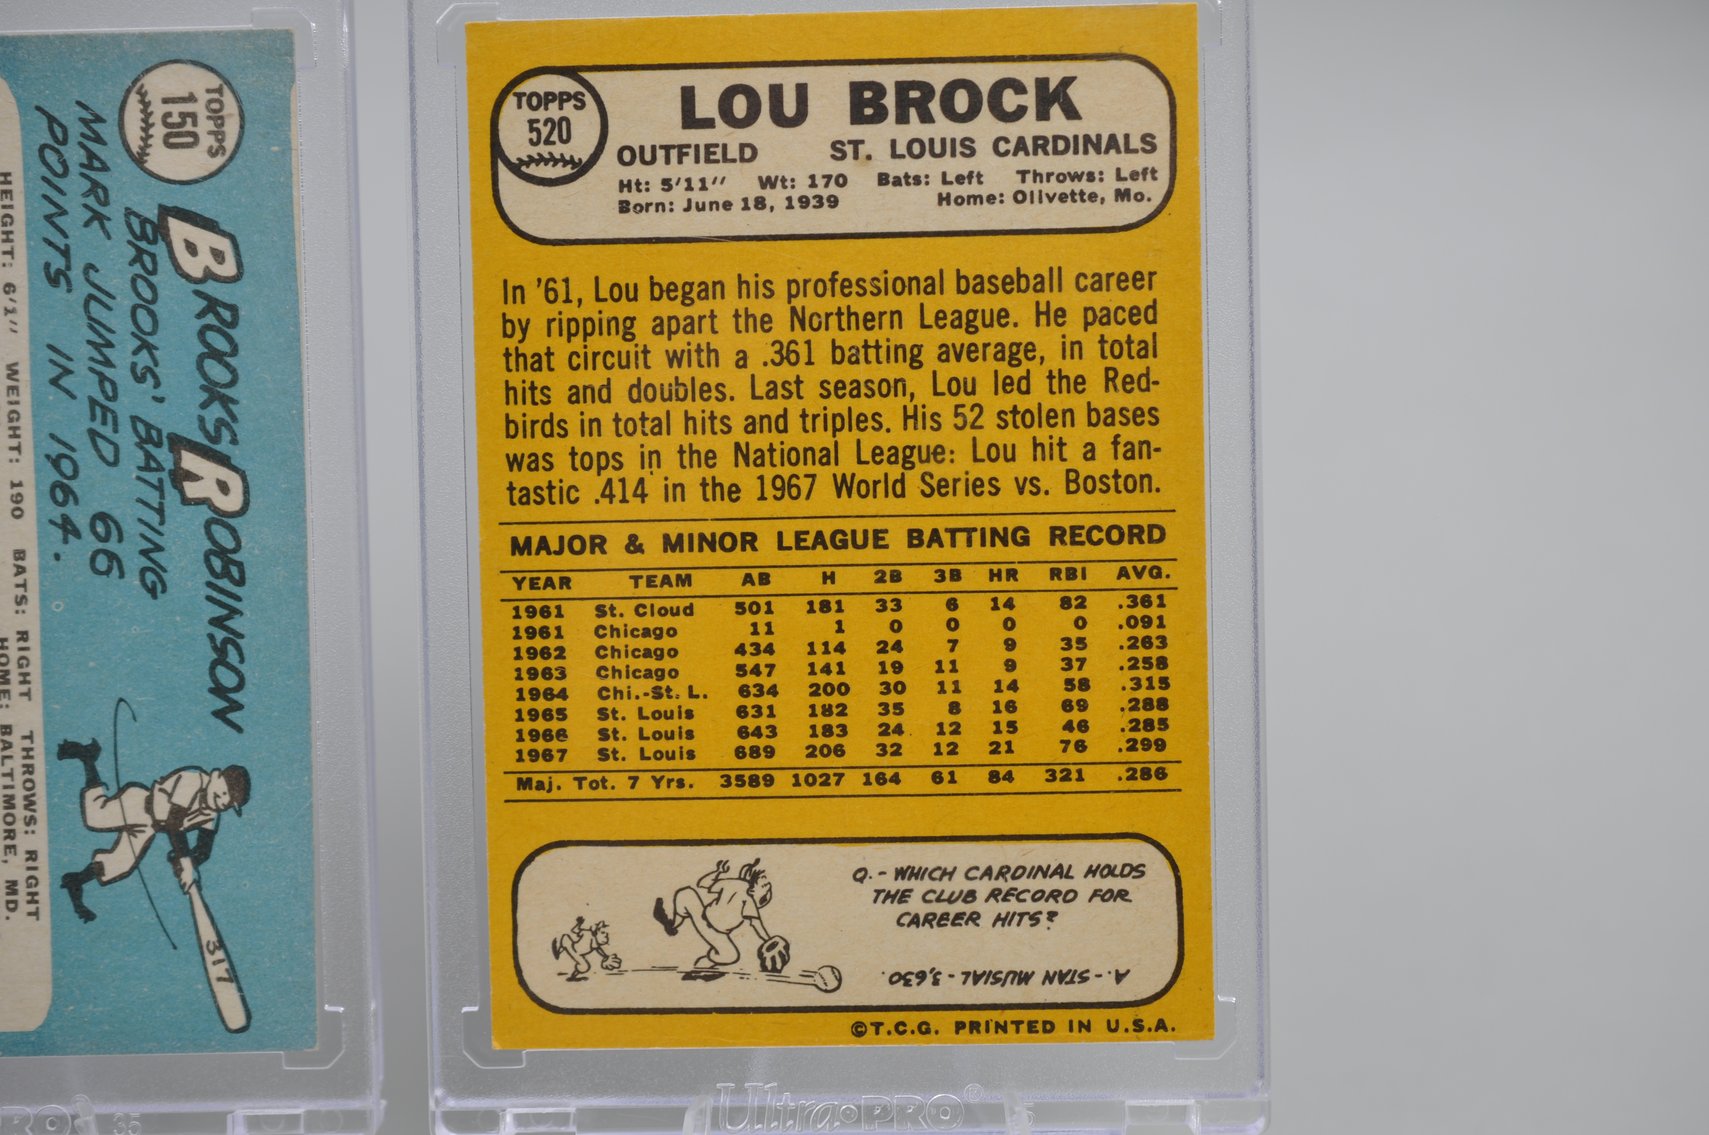 TOPPS
150
BROOKS ROBINSON
BROOKS' BATTING
MARK JUMPED 66
POINTS IN 1964.
HEIGHT: 6'1" WEIGHT: 190 BATS: RIGHT THROWS: RIGHT
HOME: BALTIMORE, MD.
317
PRO
35
TOPPS
520
LOU BROCK
OUTFIELD ST. LOUIS CARDINALS
Ht: 5'11" Wt: 170 Bats: Left Throws: Left
Born: June 18, 1939 Home: Olivette, Mo.
In '61, Lou began his professional baseball career
by ripping apart the Northern League. He paced
that circuit with a .361 batting average, in total
hits and doubles. Last season, Lou led the Red-
birds in total hits and triples. His 52 stolen bases
was tops in the National League: Lou hit a fan-
tastic .414 in the 1967 World Series vs. Boston.
MAJOR & MINOR LEAGUE BATTING RECORD
YEAR TEAM AB H 2B 3B HR RBI AVG.
1961 St. Cloud 501 181 33 6 14 82 .361
1961 Chicago 11 1 0 0 0 0 .091
1962 Chicago 434 114 24 7 9 35 .263
1963 Chicago 547 141 19 11 9 37 .258
1964 Chi.-St. L. 634 200 30 11 14 58 .315
1965 St. Louis 631 182 35 8 16 69 .288
1966 St. Louis 643 183 24 12 15 46 .285
1967 St. Louis 689 206 32 12 21 76 .299
Maj. Tot. 7 Yrs. 3589 1027 164 61 84 321 .286
Q.- WHICH CARDINAL HOLDS
THE CLUB RECORD FOR
CAREER HITS?
A.- STAN MUSIAL - 3,630.
©T.C.G. PRINTED IN U.S.A.
Ultra•PRO®